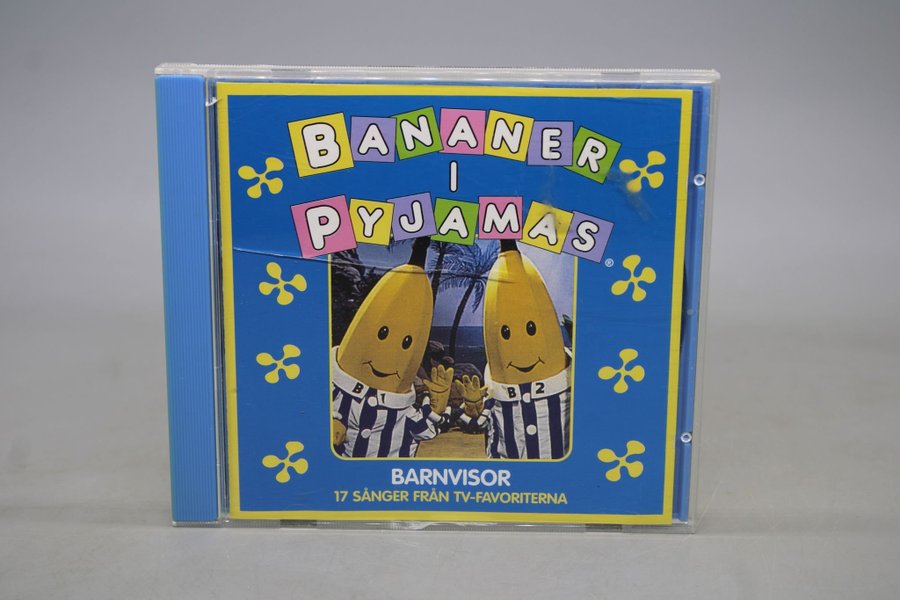 BANANER
I
PYJAMAS®
B1 B2
BARNVISOR
17 SÅNGER FRÅN TV-FAVORITERNA